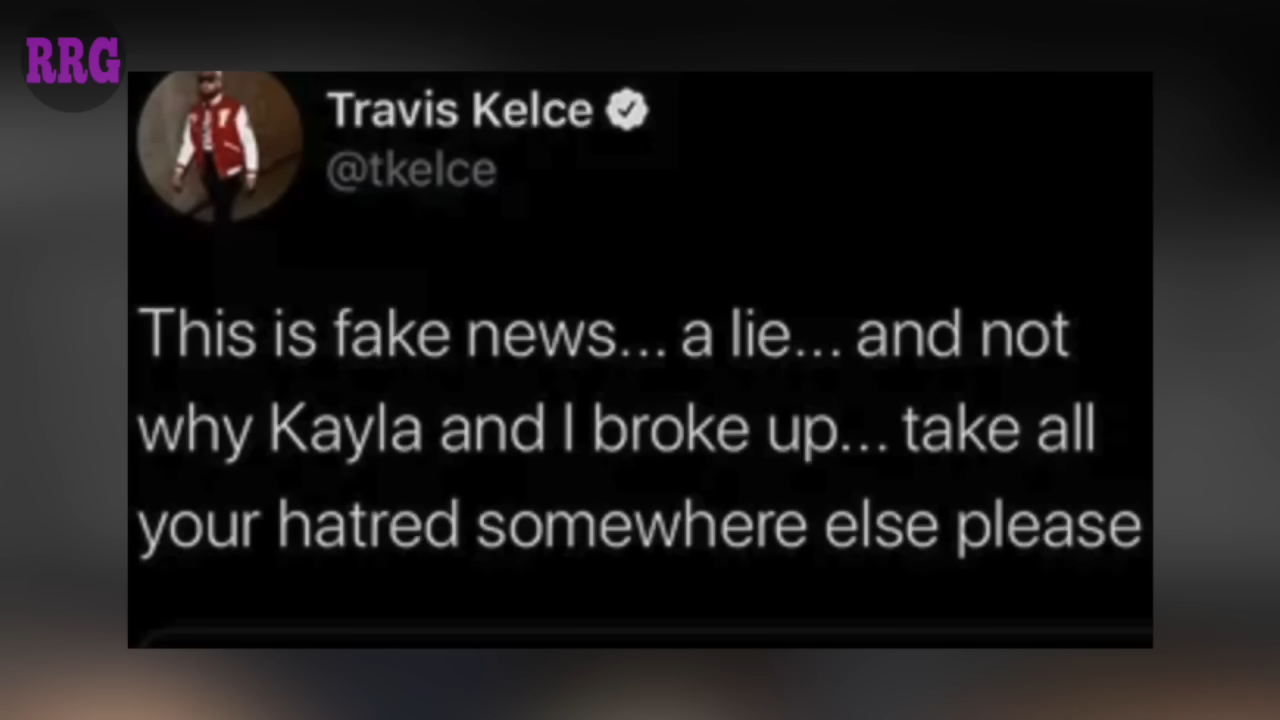 RRG
Travis Kelce
@tkelce
This is fake news... a lie... and not
why Kayla and I broke up... take all
your hatred somewhere else please